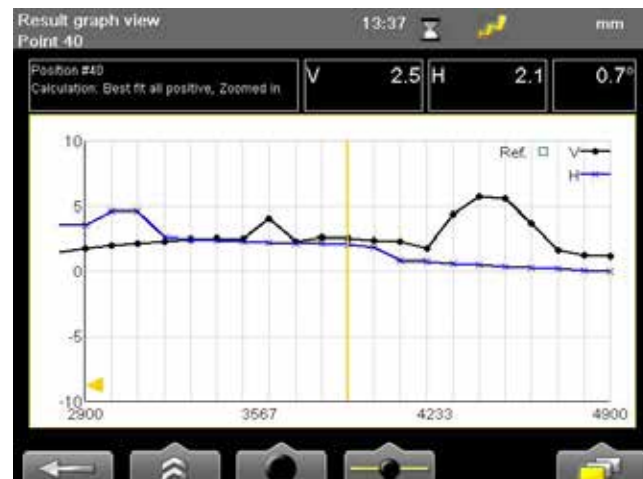 Result graph view 13:37 mm
Point 40
Position #40
Calculation: Best fit all positive, Zoomed in
V 2.5 H 2.1 0.7°
10
Ref. V
H
5
0
-5
-10
2900 3567 4233 4900